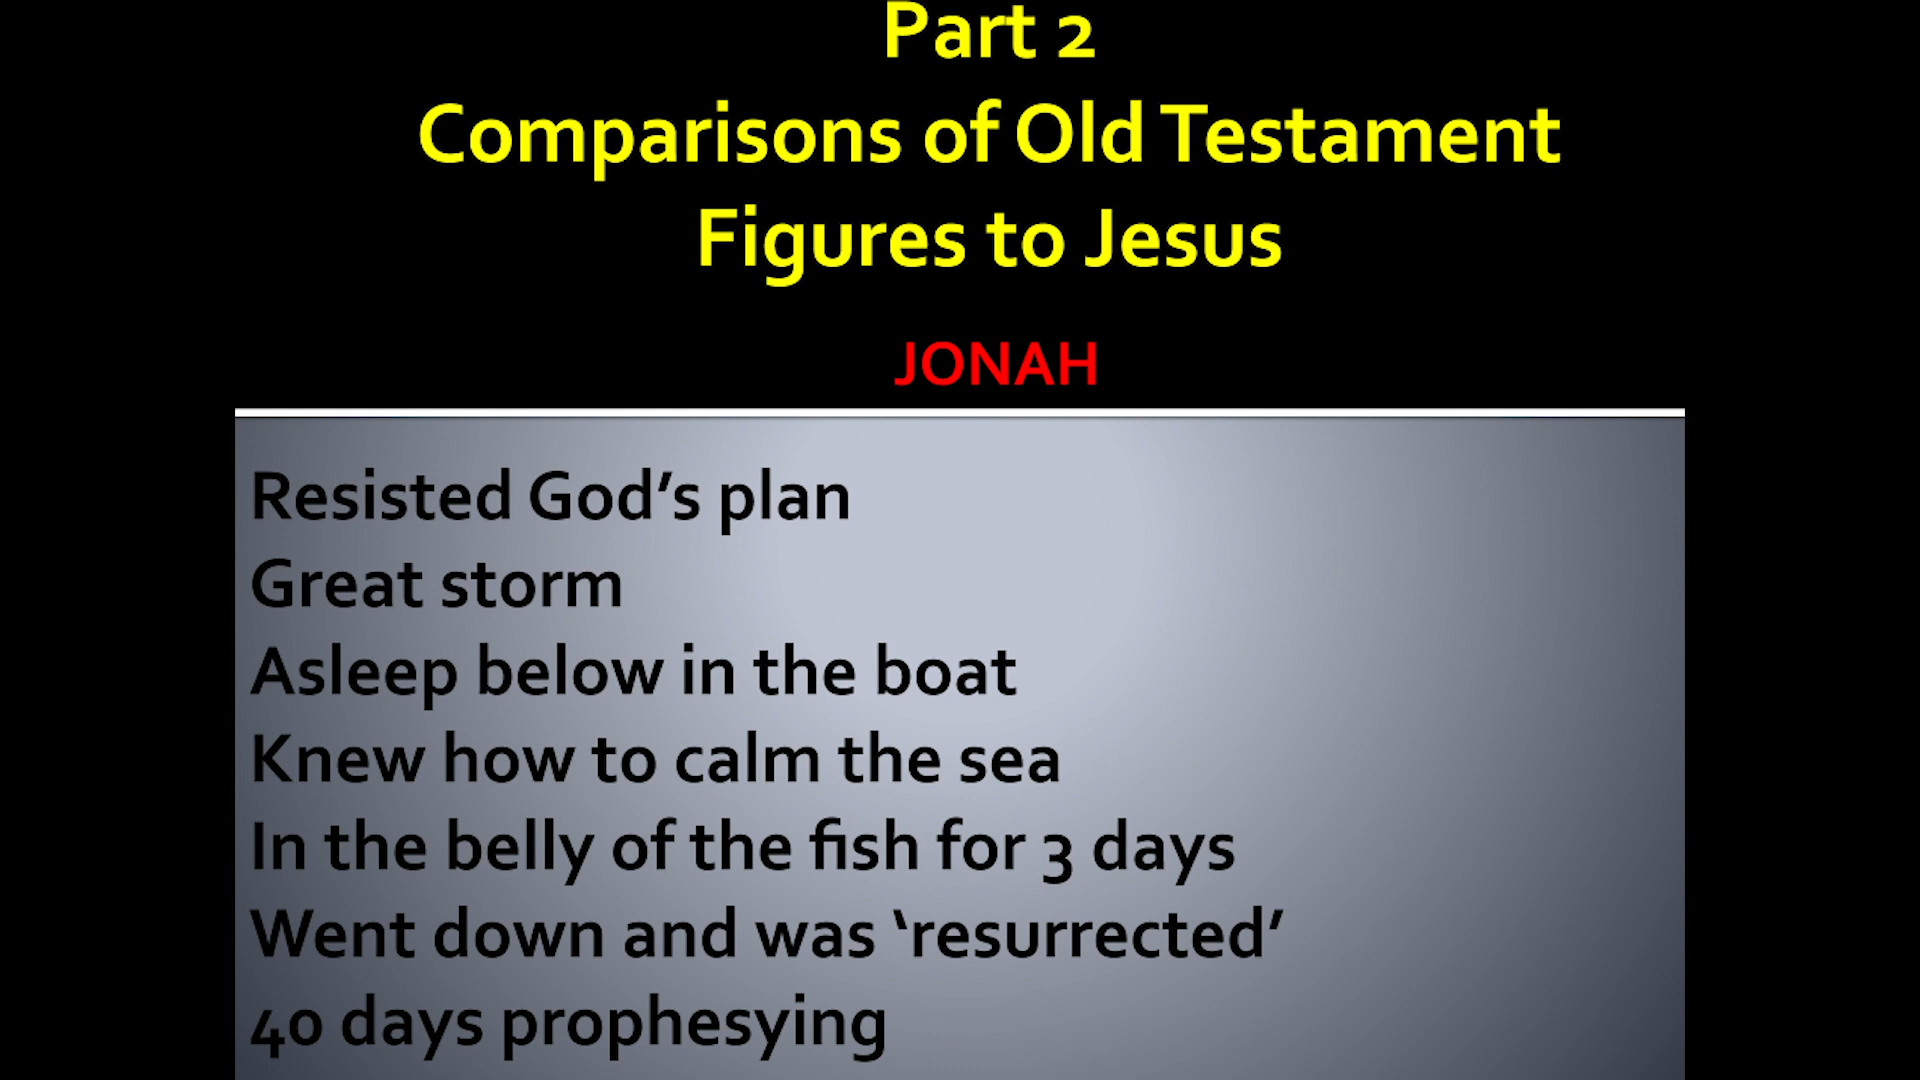 Part 2
Comparisons of Old Testament
Figures to Jesus
JONAH
Resisted God’s plan
Great storm
Asleep below in the boat
Knew how to calm the sea
In the belly of the fish for 3 days
Went down and was ‘resurrected’
40 days prophesying